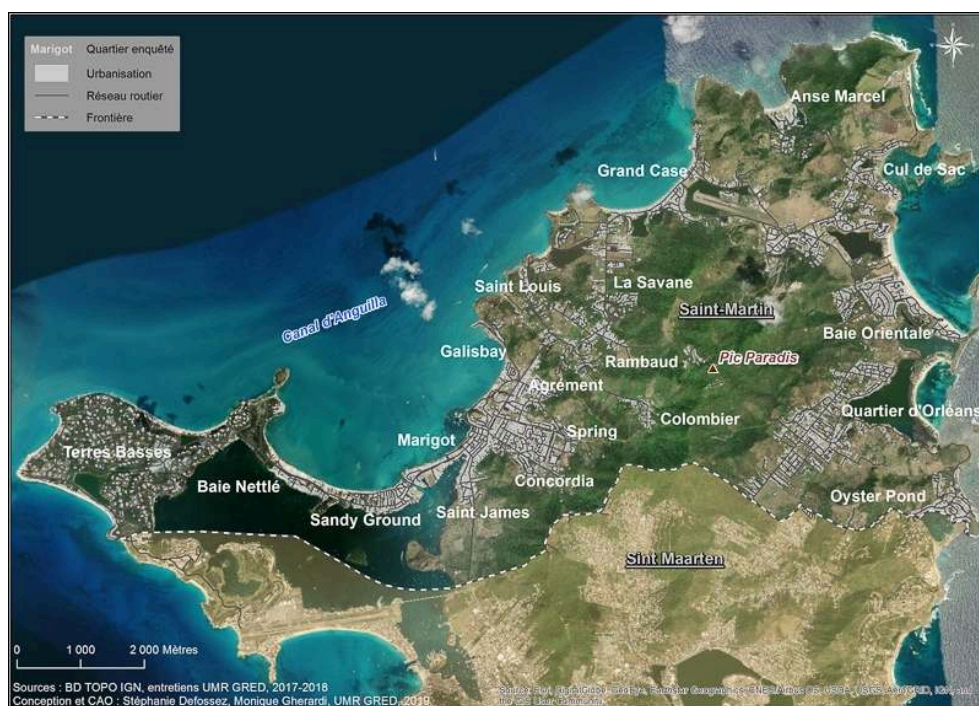 Marigot Quartier enquêté
Urbanisation
Réseau routier
Frontière
Anse Marcel
Cul de Sac
Grand Case
Saint Louis
La Savane
Saint-Martin
Canal d'Anguilla
Baie Orientale
Galisbay
Rambaud
Pic Paradis
Agrément
Colombier
Quartier d'Orléans
Marigot
Spring
Terres Basses
Baie Nettlé
Concordia
Oyster Pond
Sandy Ground
Saint James
Sint Maarten
0 1 000 2 000 Mètres
Sources : BD TOPO IGN, entretiens UMR GRED, 2017-2018
Conception et CAO : Stéphanie Defossez, Monique Gherardi, UMR GRED, 2019